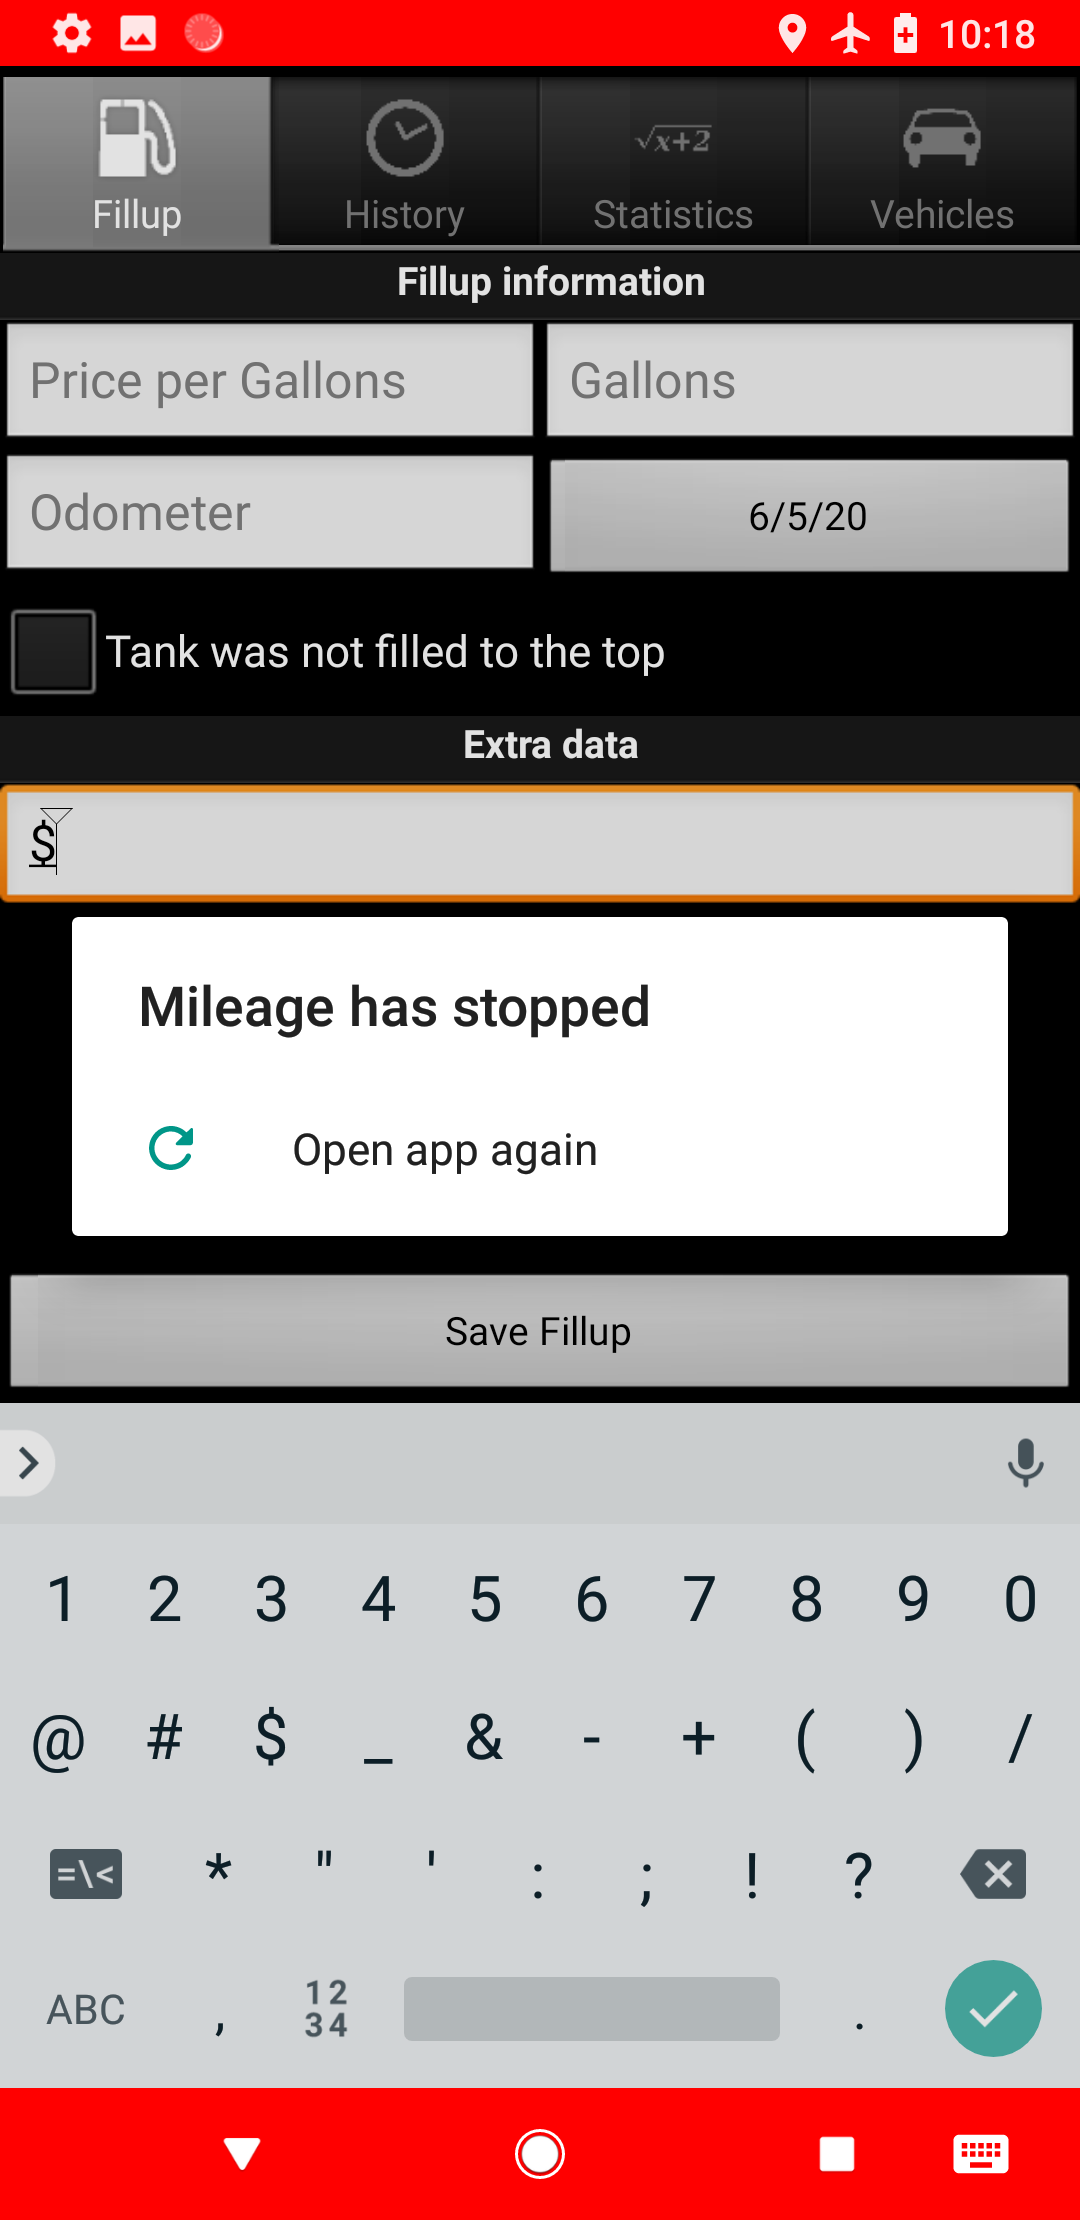 10:18
Fillup
History
√x+2
Statistics
Vehicles
Fillup information
Price per Gallons
Gallons
Odometer
6/5/20
Tank was not filled to the top
Extra data
$
Mileage has stopped
Open app again
Save Fillup
1 2 3 4 5 6 7 8 9 0
@ # $ _ & - + ( ) /
=\< * " ' : ; ! ?
ABC , 12 34 .